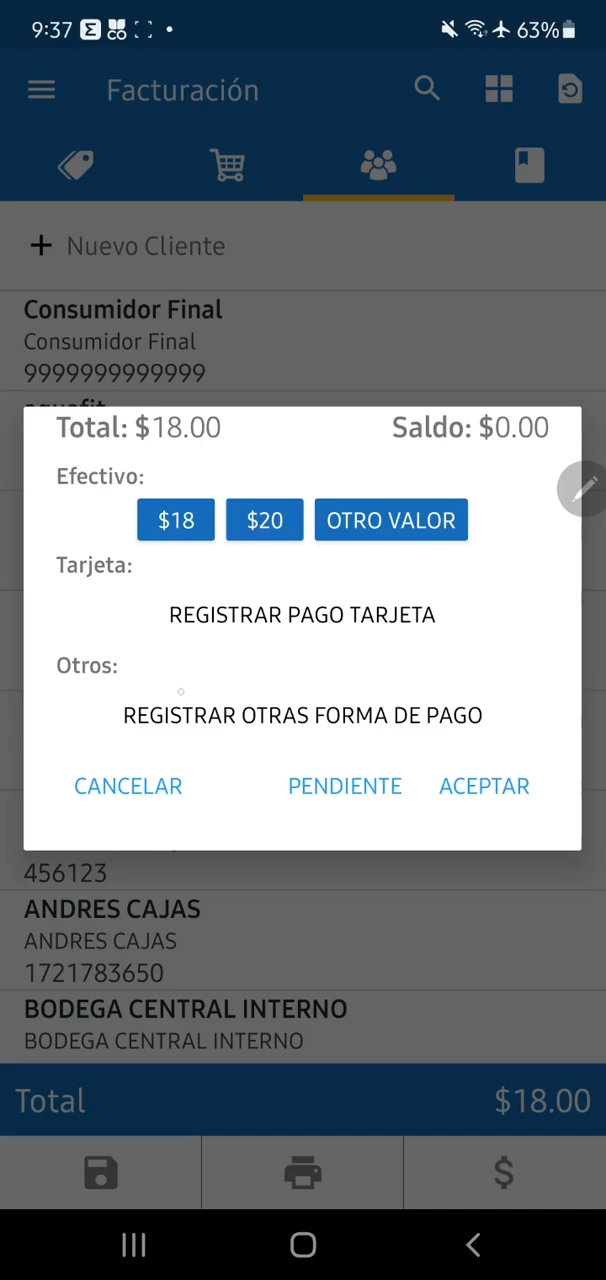 9:37 63%
Facturación
Nuevo Cliente
Consumidor Final
Consumidor Final
9999999999999
Total: $18.00 Saldo: $0.00
Efectivo:
$18 $20 OTRO VALOR
Tarjeta:
REGISTRAR PAGO TARJETA
Otros:
REGISTRAR OTRAS FORMA DE PAGO
CANCELAR PENDIENTE ACEPTAR
456123
ANDRES CAJAS
ANDRES CAJAS
1721783650
BODEGA CENTRAL INTERNO
BODEGA CENTRAL INTERNO
Total $18.00